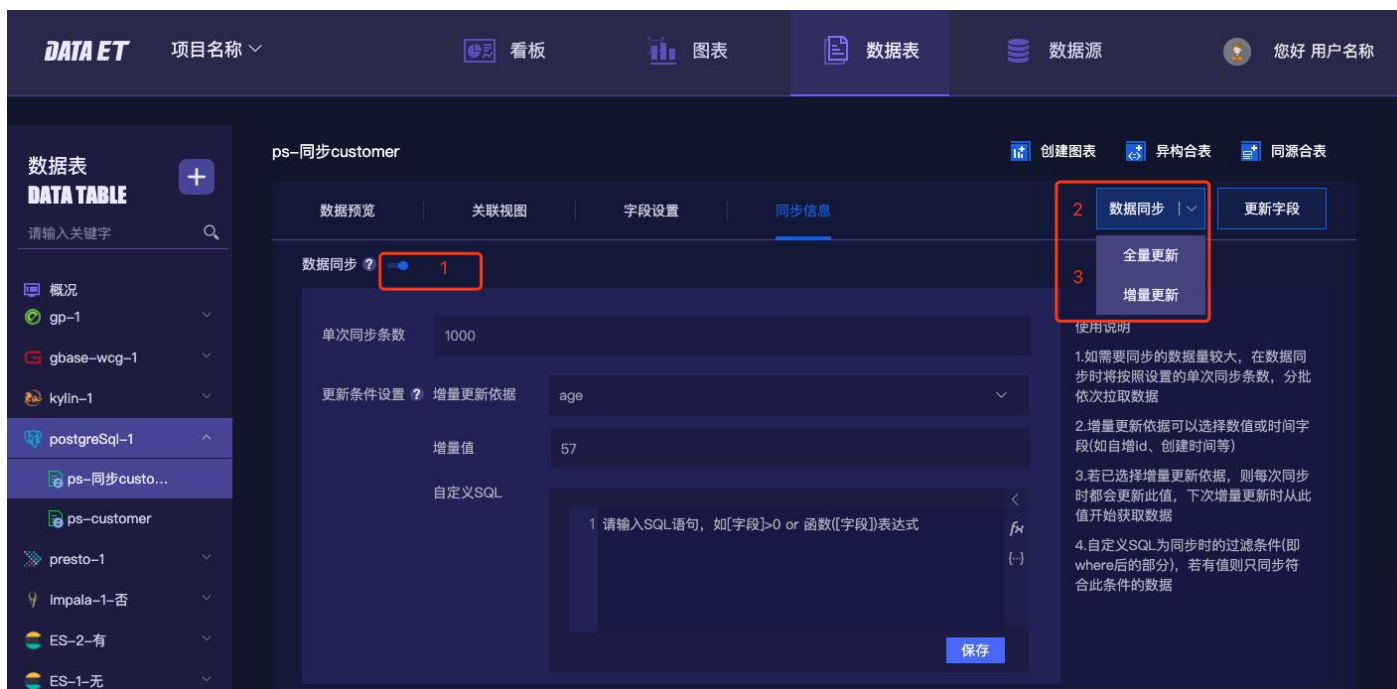 DATA ET
项目名称
看板
图表
数据表
数据源
您好 用户名称
数据表
DATA TABLE
请输入关键字
概况
gp-1
gbase-wcg-1
kylin-1
postgreSql-1
ps-同步custo...
ps-customer
presto-1
impala-1-否
ES-2-有
ES-1-无
ps-同步customer
创建图表
异构合表
同源合表
数据预览
关联视图
字段设置
同步信息
2
数据同步
更新字段
3
全量更新
增量更新
数据同步 ?
1
单次同步条数
1000
更新条件设置 ? 增量更新依据
age
增量值
57
自定义SQL
1 请输入SQL语句，如[字段]>0 or 函数([字段])表达式
fx
{...}
保存
使用说明
1.如需要同步的数据量较大，在数据同
步时将按照设置的单次同步条数，分批
依次拉取数据
2.增量更新依据可以选择数值或时间字
段(如自增id、创建时间等)
3.若已选择增量更新依据，则每次同步
时都会更新此值，下次增量更新时从此
值开始获取数据
4.自定义SQL为同步时的过滤条件(即
where后的部分)，若有值则只同步符
合此条件的数据